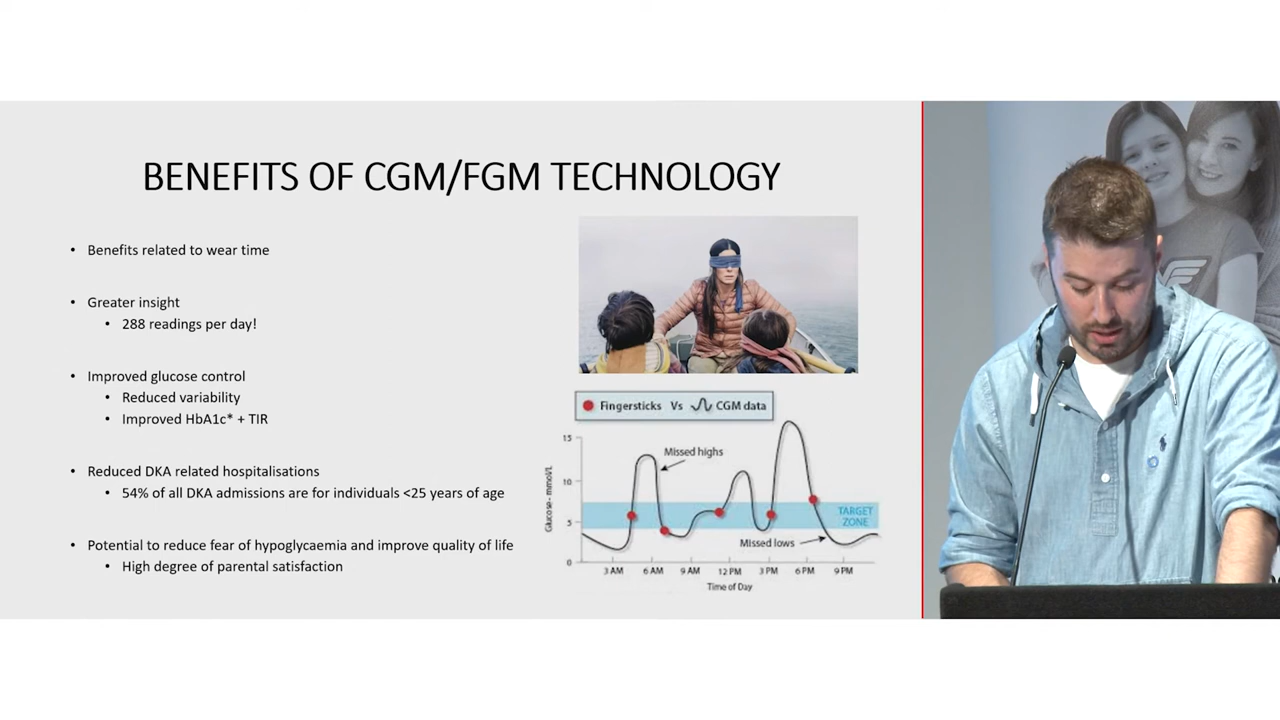 BENEFITS OF CGM/FGM TECHNOLOGY
• Benefits related to wear time
• Greater insight
• 288 readings per day!
• Improved glucose control
• Reduced variability
• Improved HbA1c* + TIR
• Reduced DKA related hospitalisations
• 54% of all DKA admissions are for individuals <25 years of age
• Potential to reduce fear of hypoglycaemia and improve quality of life
• High degree of parental satisfaction
Fingersticks Vs CGM data
Glucose - mmol/L
15
10
5
0
Missed highs
TARGET
ZONE
Missed lows
3 AM 6 AM 9 AM 12 PM 3 PM 6 PM 9 PM
Time of Day